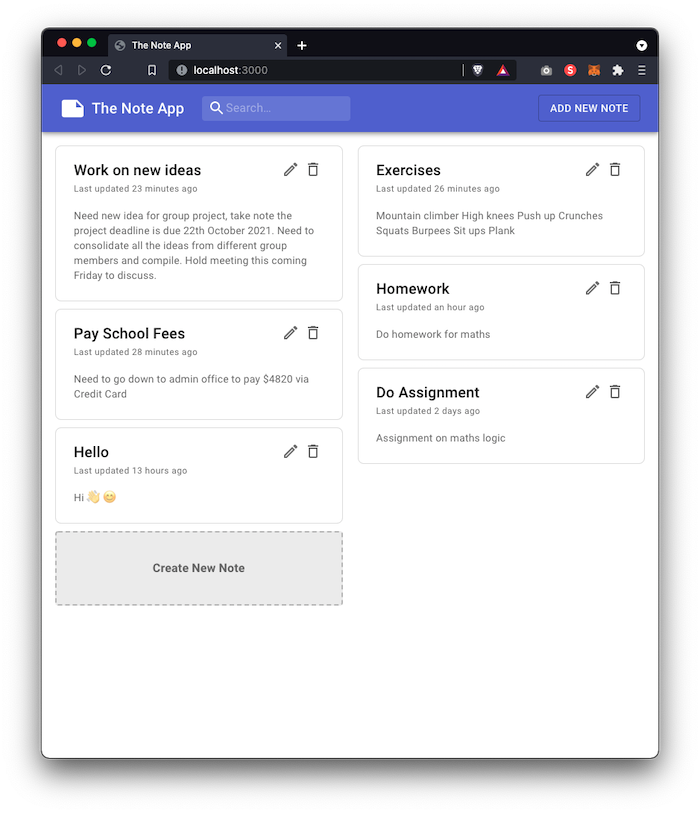 The Note App
localhost:3000
The Note App
Search...
ADD NEW NOTE
Work on new ideas
Last updated 23 minutes ago
Need new idea for group project, take note the
project deadline is due 22th October 2021. Need to
consolidate all the ideas from different group
members and compile. Hold meeting this coming
Friday to discuss.
Pay School Fees
Last updated 28 minutes ago
Need to go down to admin office to pay $4820 via
Credit Card
Hello
Last updated 13 hours ago
Hi 👋 😊
Create New Note
Exercises
Last updated 26 minutes ago
Mountain climber High knees Push up Crunches
Squats Burpees Sit ups Plank
Homework
Last updated an hour ago
Do homework for maths
Do Assignment
Last updated 2 days ago
Assignment on maths logic